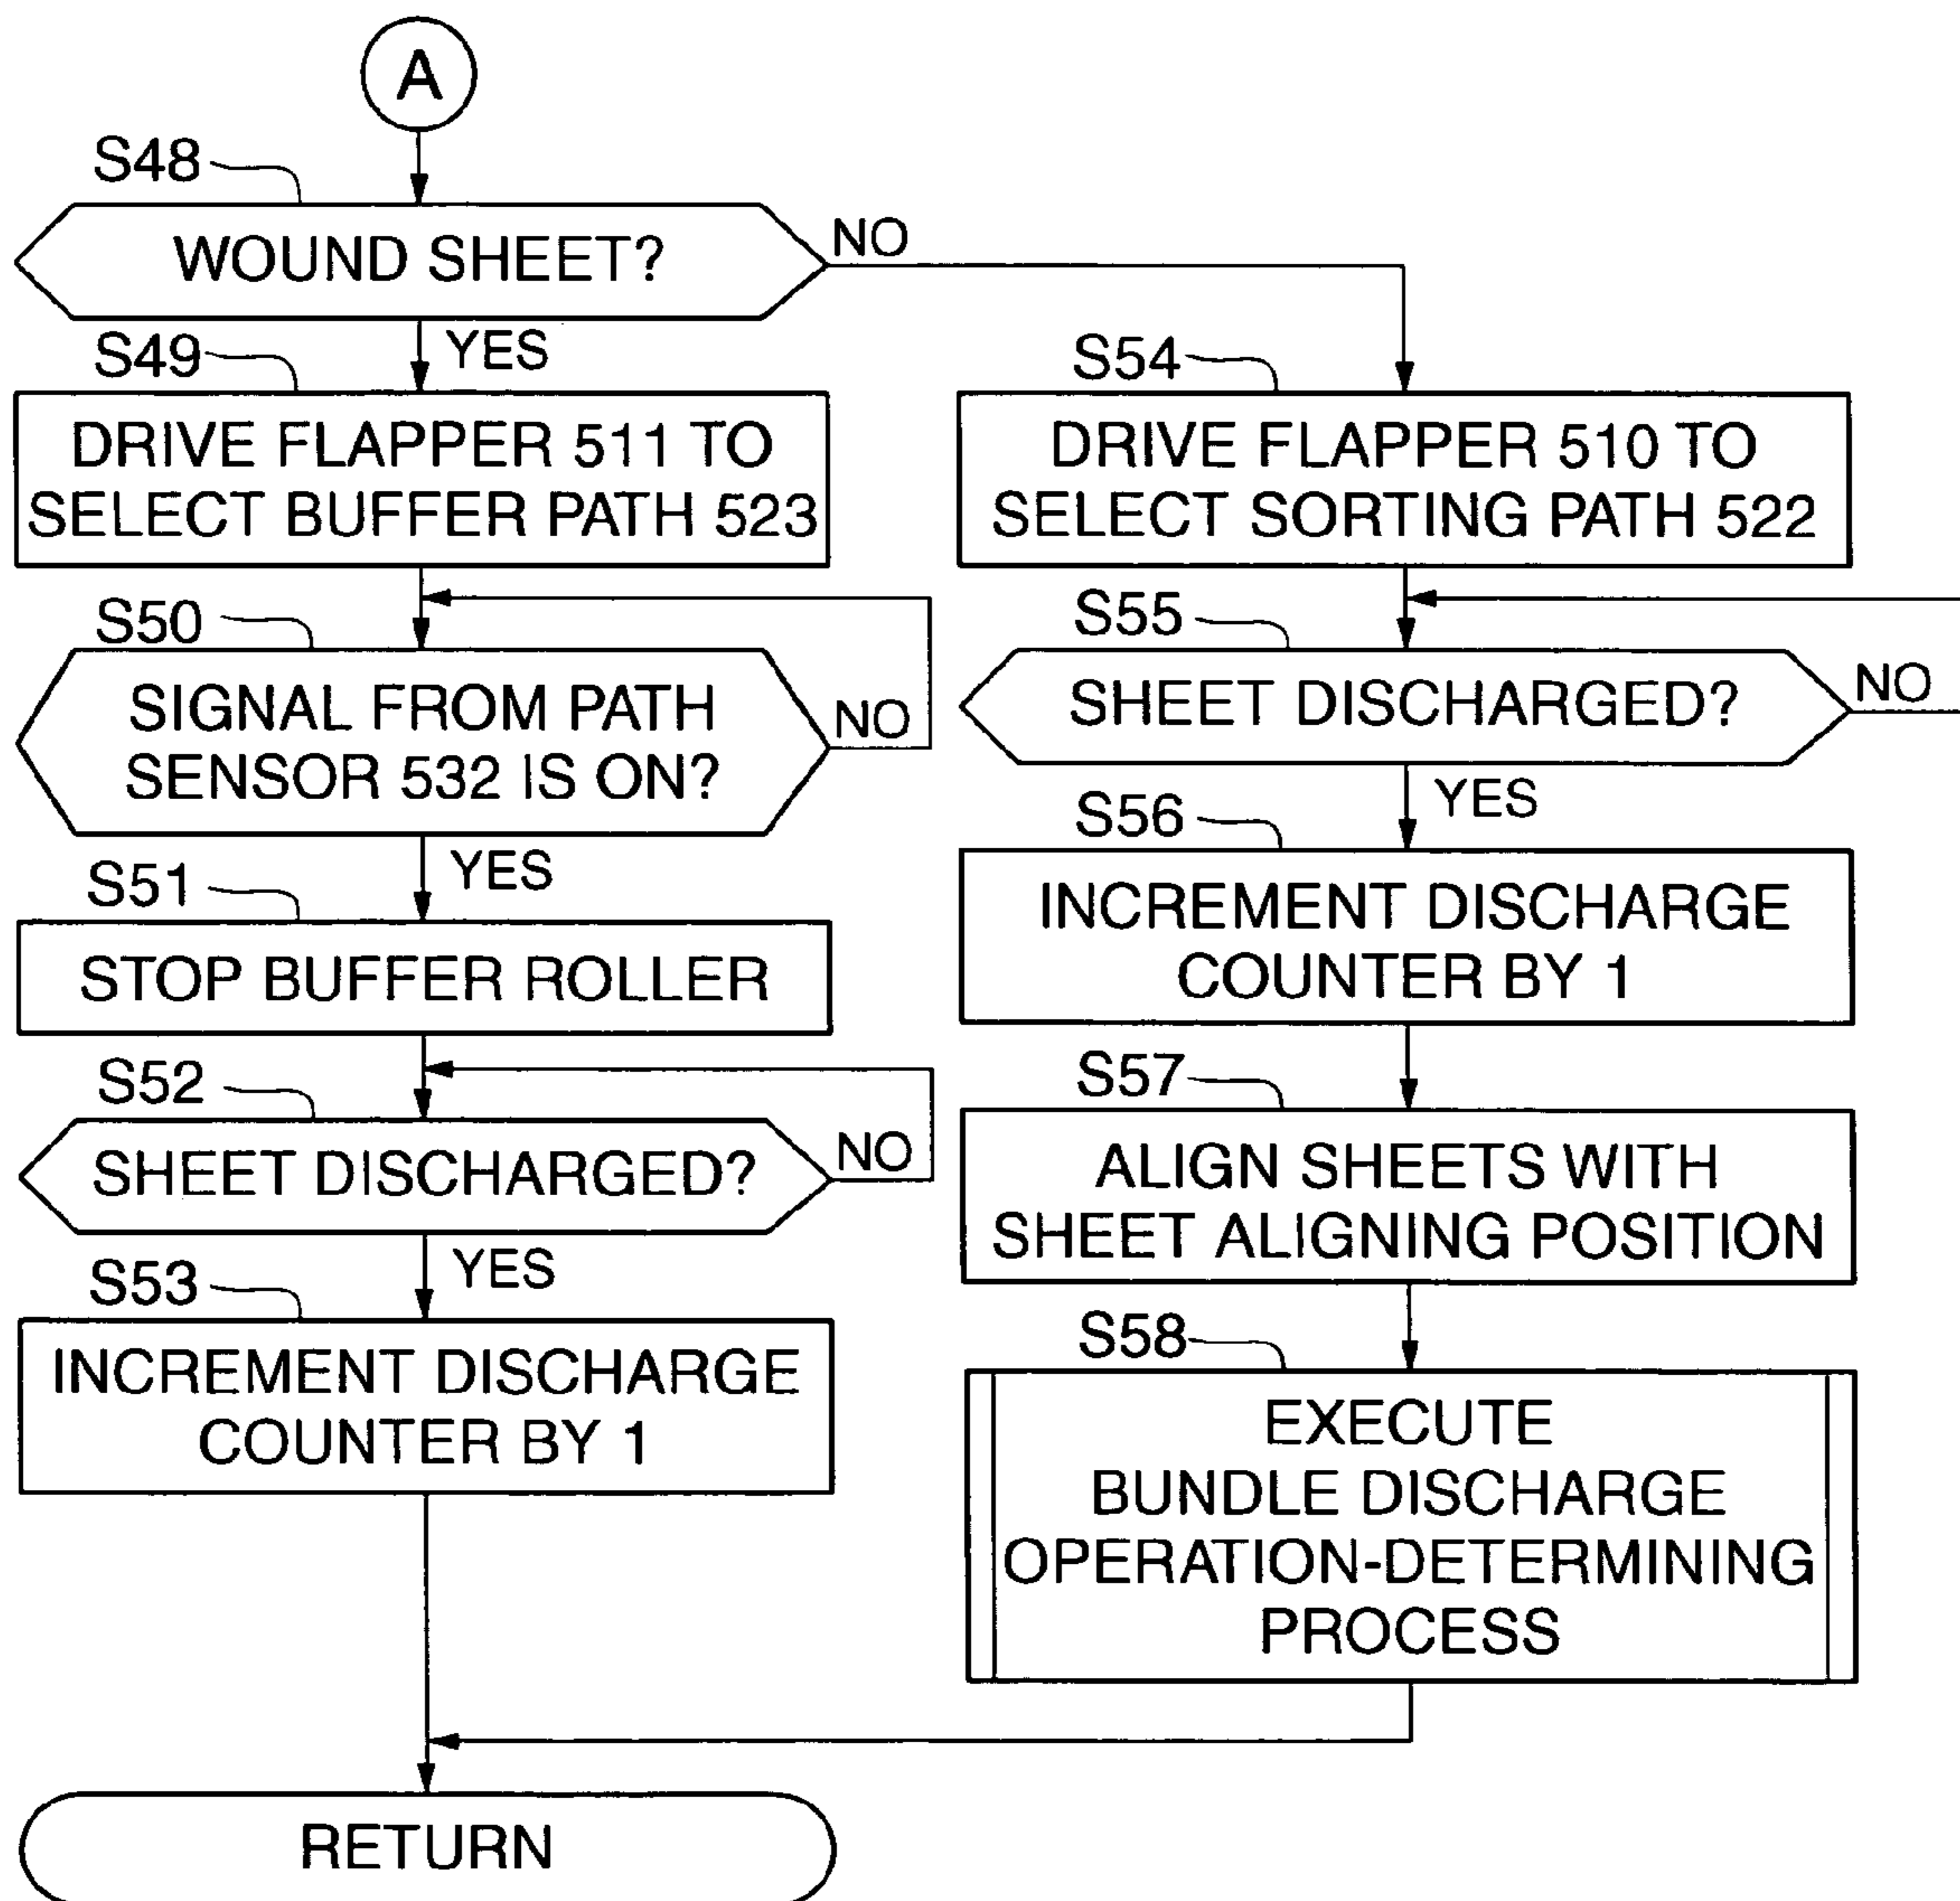 A
S48
WOUND SHEET?
NO
YES
S49
DRIVE FLAPPER 511 TO
SELECT BUFFER PATH 523
S50
SIGNAL FROM PATH
SENSOR 532 IS ON?
NO
YES
S51
STOP BUFFER ROLLER
S52
SHEET DISCHARGED?
NO
YES
S53
INCREMENT DISCHARGE
COUNTER BY 1
S54
DRIVE FLAPPER 510 TO
SELECT SORTING PATH 522
S55
SHEET DISCHARGED?
NO
YES
S56
INCREMENT DISCHARGE
COUNTER BY 1
S57
ALIGN SHEETS WITH
SHEET ALIGNING POSITION
S58
EXECUTE
BUNDLE DISCHARGE
OPERATION-DETERMINING
PROCESS
RETURN